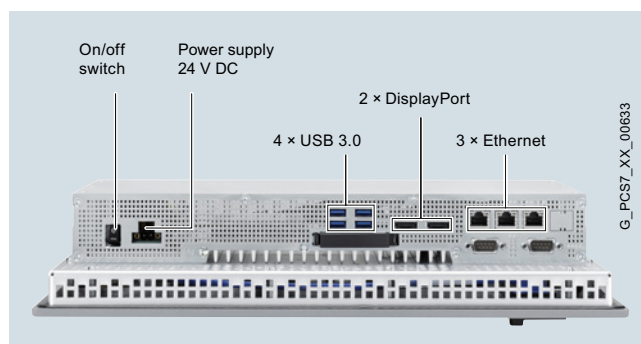 On/off
switch
Power supply
24 V DC
2 × DisplayPort
4 × USB 3.0
3 × Ethernet
G_PCS7_XX_00633